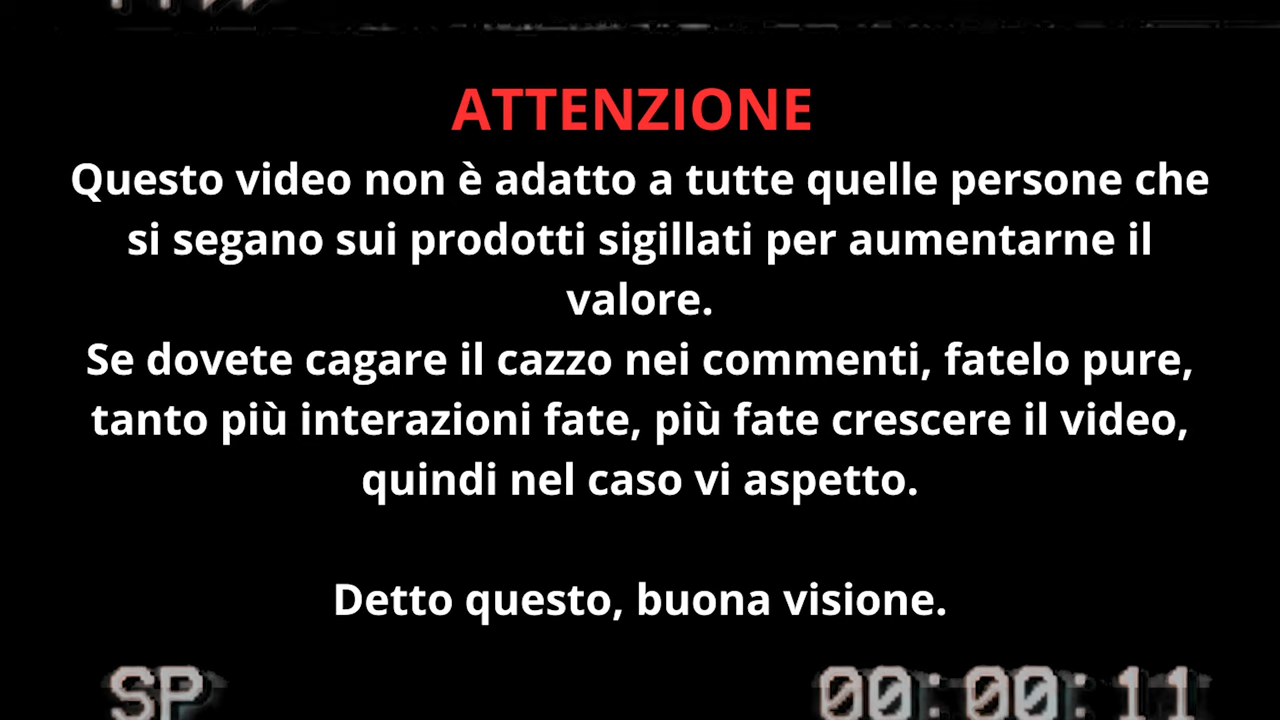 ATTENZIONE
Questo video non è adatto a tutte quelle persone che
si segano sui prodotti sigillati per aumentarne il
valore.
Se dovete cagare il cazzo nei commenti, fatelo pure,
tanto più interazioni fate, più fate crescere il video,
quindi nel caso vi aspetto.
Detto questo, buona visione.
SP 00:00:11